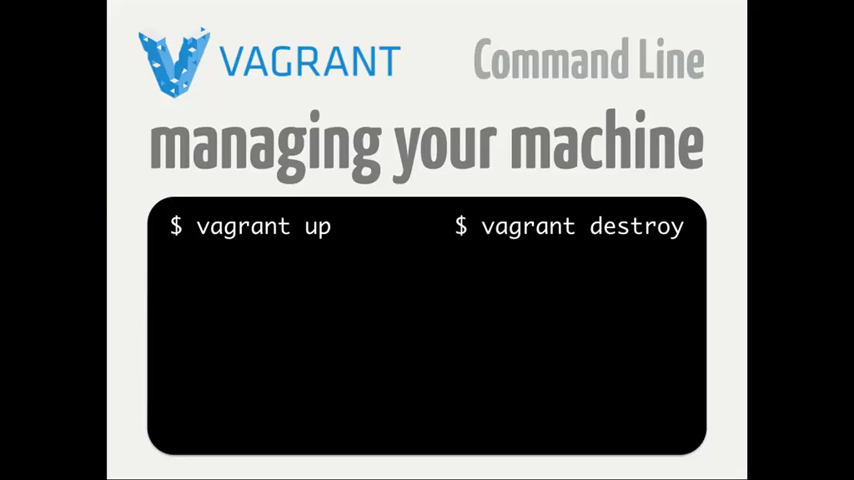 VAGRANT
Command Line
managing your machine
$ vagrant up
$ vagrant destroy